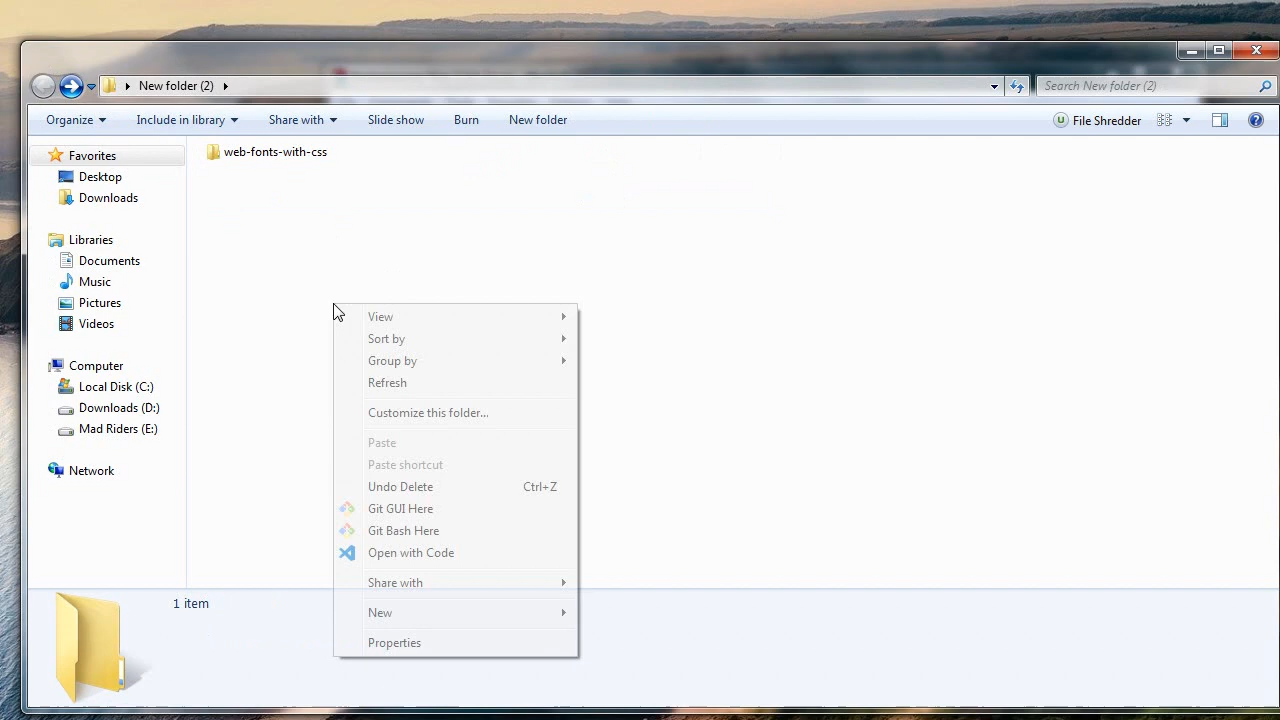 New folder (2)
Search New folder (2)
Organize
Include in library
Share with
Slide show
Burn
New folder
File Shredder
Favorites
Desktop
Downloads
Libraries
Documents
Music
Pictures
Videos
Computer
Local Disk (C:)
Downloads (D:)
Mad Riders (E:)
Network
web-fonts-with-css
View
Sort by
Group by
Refresh
Customize this folder...
Paste
Paste shortcut
Undo Delete Ctrl+Z
Git GUI Here
Git Bash Here
Open with Code
Share with
New
Properties
1 item